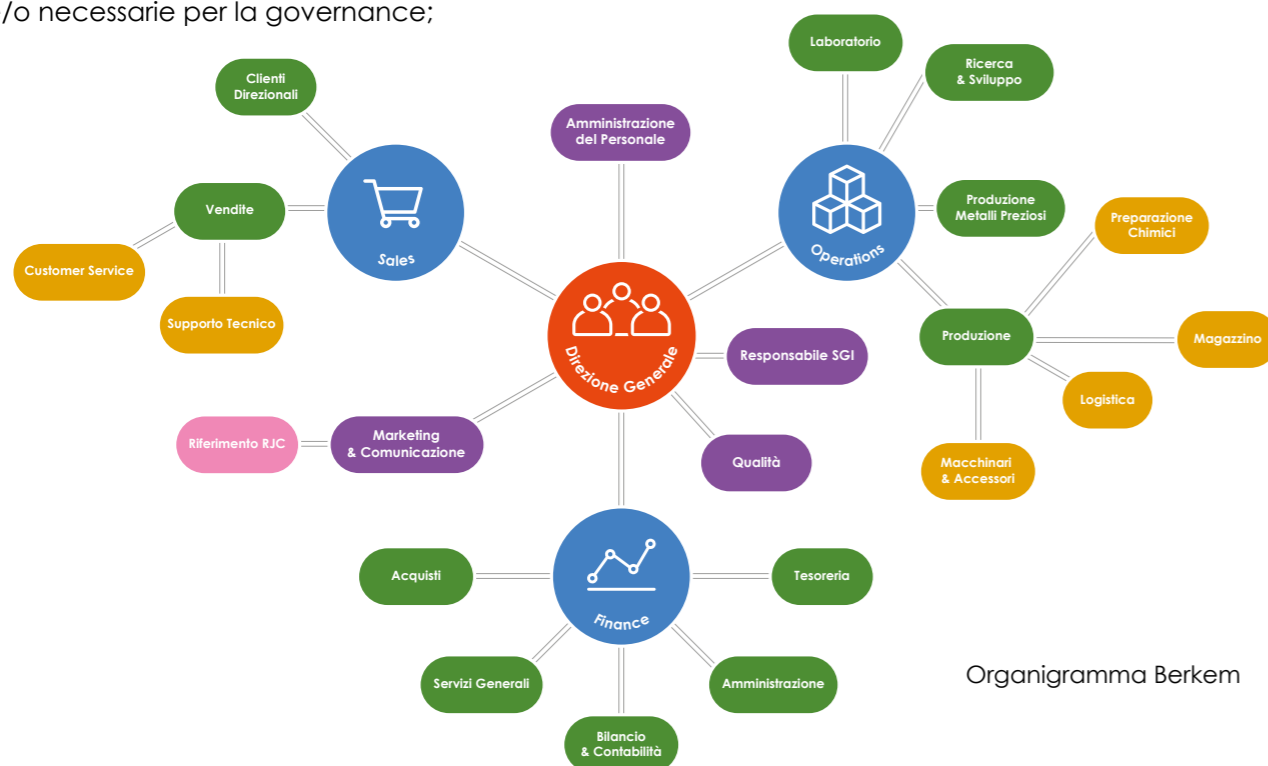 e/o necessarie per la governance;
Laboratorio
Ricerca
& Sviluppo
Clienti
Direzionali
Amministrazione
del Personale
Vendite
Sales
Produzione
Metalli Preziosi
Operations
Preparazione
Chimici
Customer Service
Supporto Tecnico
Direzione Generale
Responsabile SGI
Produzione
Magazzino
Logistica
Riferimento RJC
Marketing
& Comunicazione
Qualità
Macchinari
& Accessori
Acquisti
Finance
Tesoreria
Servizi Generali
Amministrazione
Organigramma Berkem
Bilancio
& Contabilità